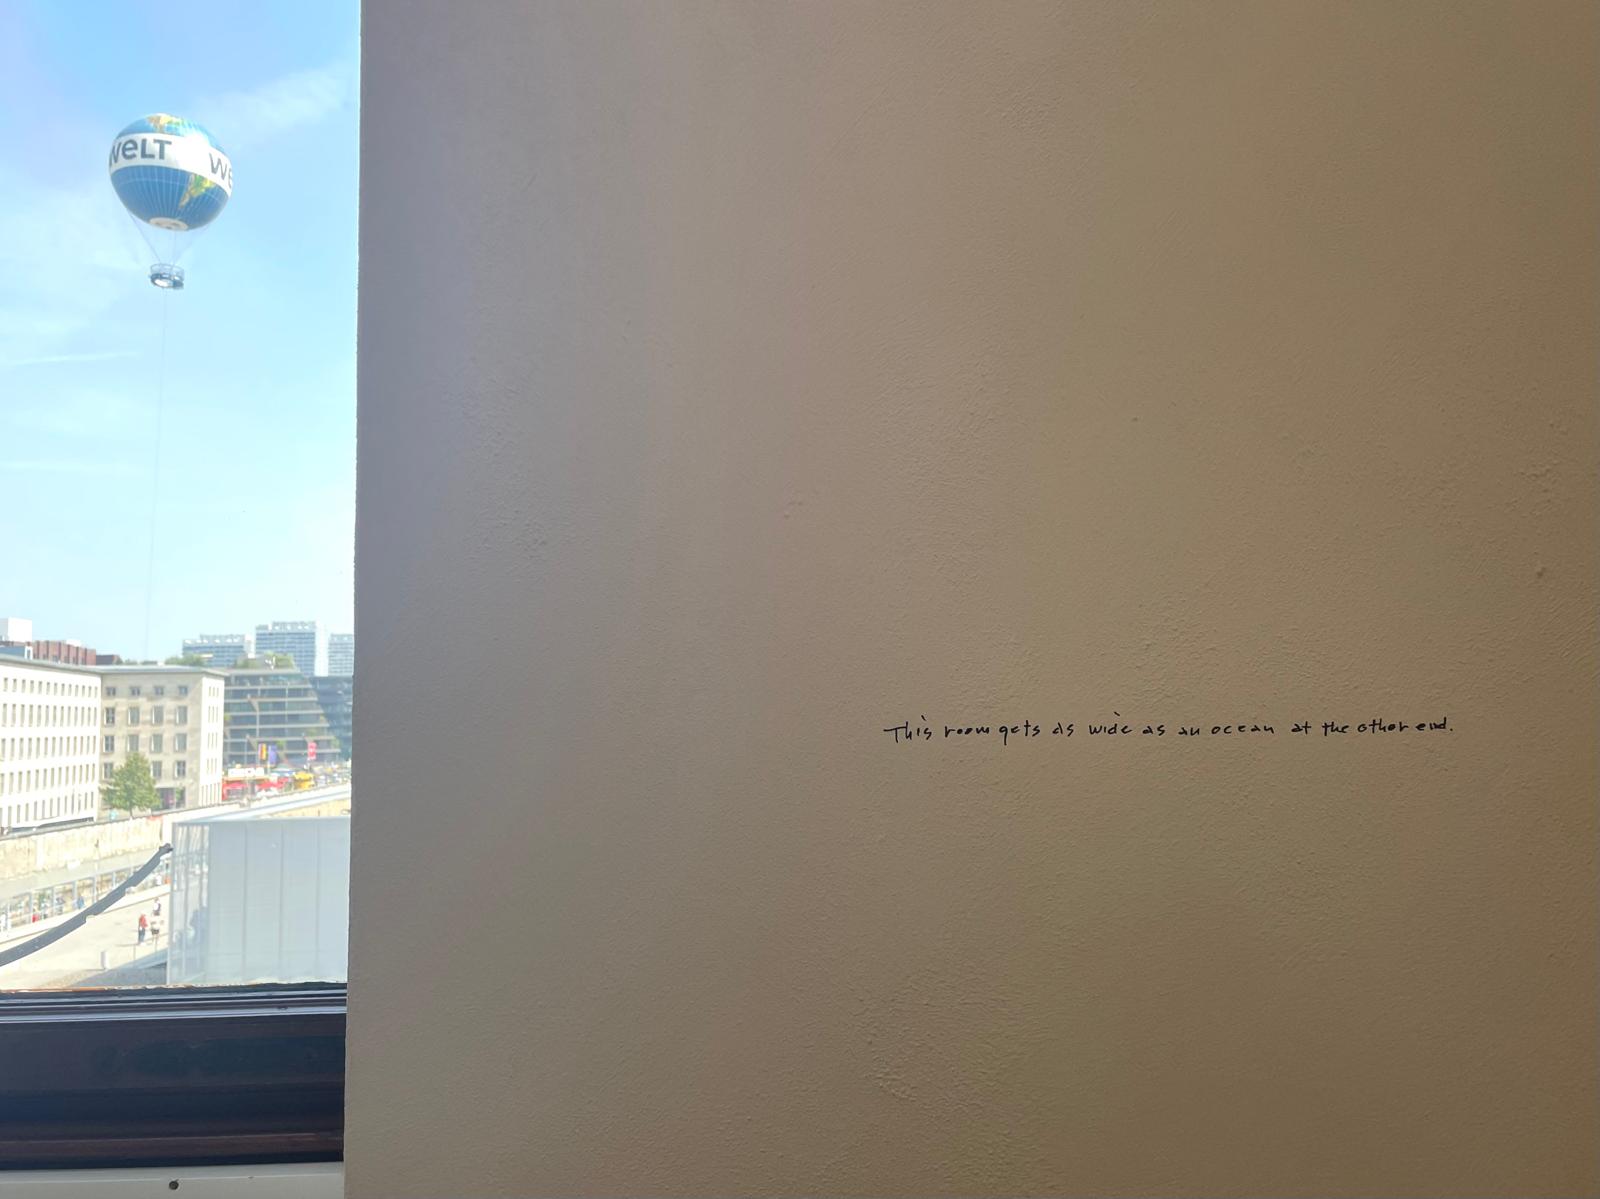 WELT WE
This room gets as wide as an ocean at the other end.